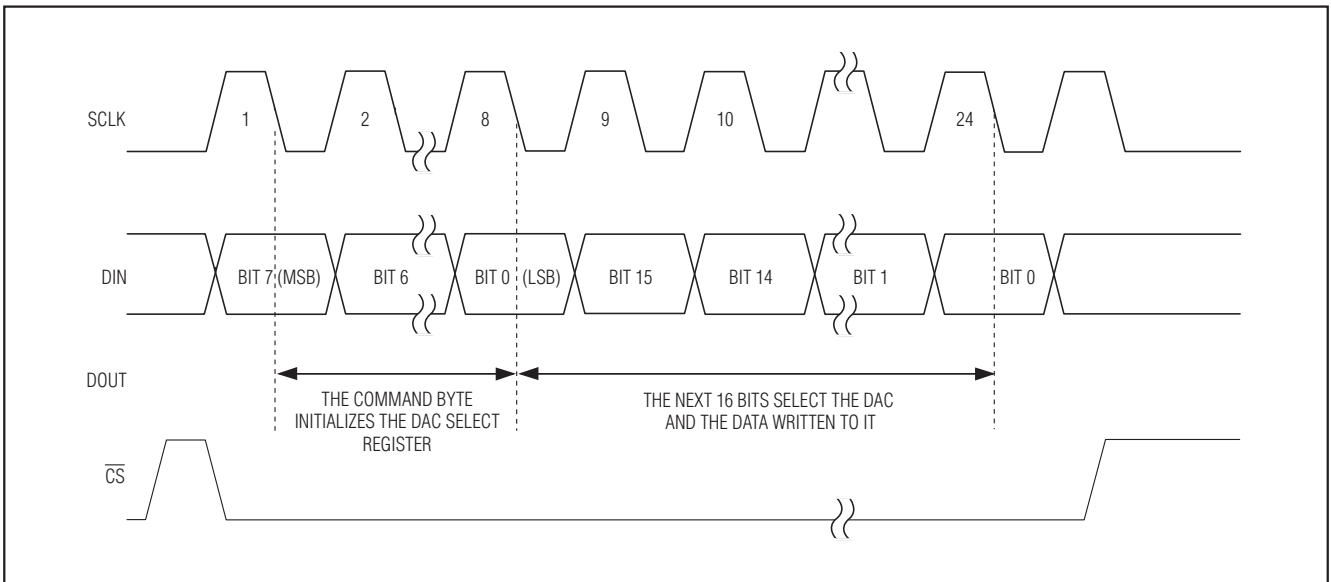 SCLK 1 2 8 9 10 24
DIN BIT 7 (MSB) BIT 6 BIT 0 (LSB) BIT 15 BIT 14 BIT 1 BIT 0
DOUT
THE COMMAND BYTE
INITIALIZES THE DAC SELECT
REGISTER
THE NEXT 16 BITS SELECT THE DAC
AND THE DATA WRITTEN TO IT
CS